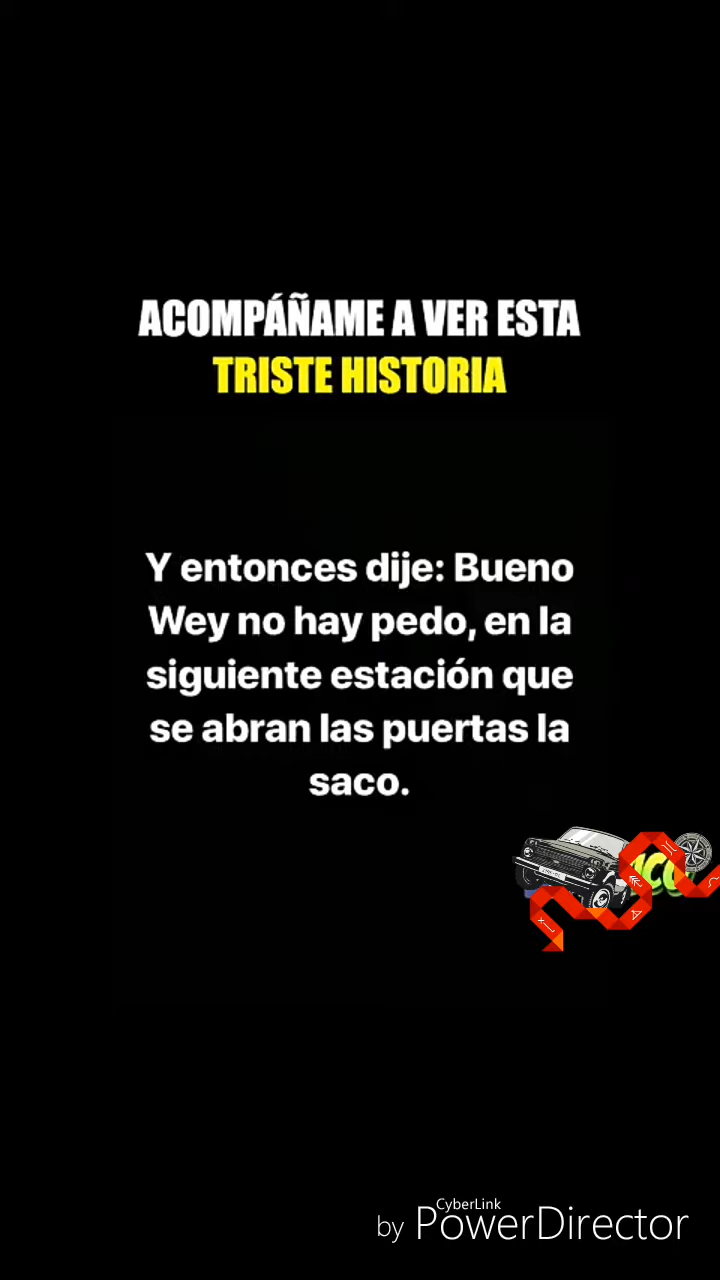 ACOMPÁÑAME A VER ESTA
TRISTE HISTORIA
Y entonces dije: Bueno
Wey no hay pedo, en la
siguiente estación que
se abran las puertas la
saco.
CyberLink
by PowerDirector